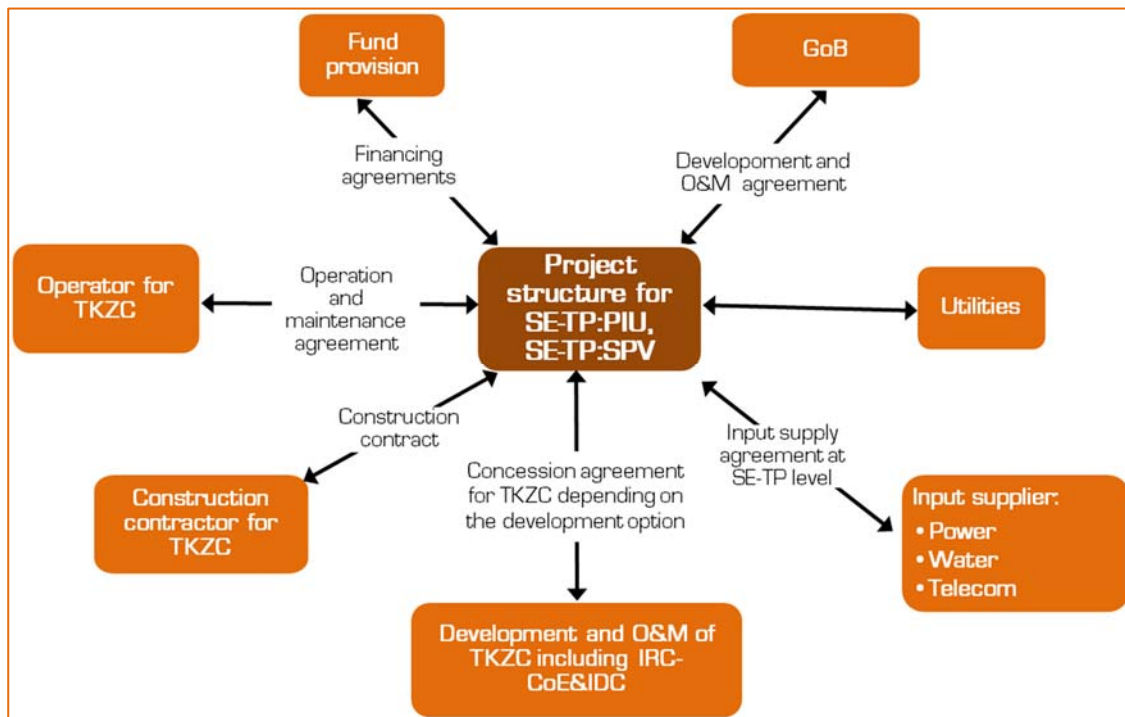 Fund
provision
GoB
Financing
agreements
Developoment and
O&M agreement
Operator for
TKZC
Operation
and
maintenance
agreement
Project
structure for
SE-TP:PIU,
SE-TP:SPV
Utilities
Construction
contract
Concession agreement
for TKZC depending on
the development option
Input supply
agreement at
SE-TP level
Construction
contractor for
TKZC
Input supplier:
• Power
• Water
• Telecom
Development and O&M of
TKZC including IRC-
CoE&IDC